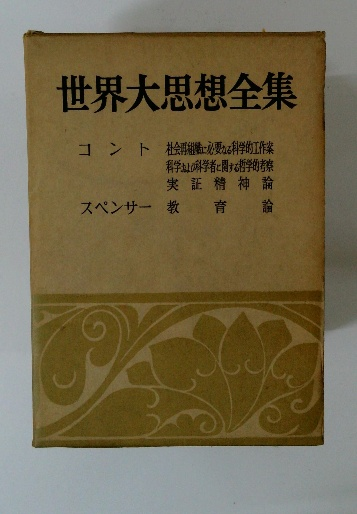 世界大思想全集
コント 社会再組織に必要なる科学的工作案
科学および科学者に関する哲学的考察
実証精神論
スペンサー 教育論